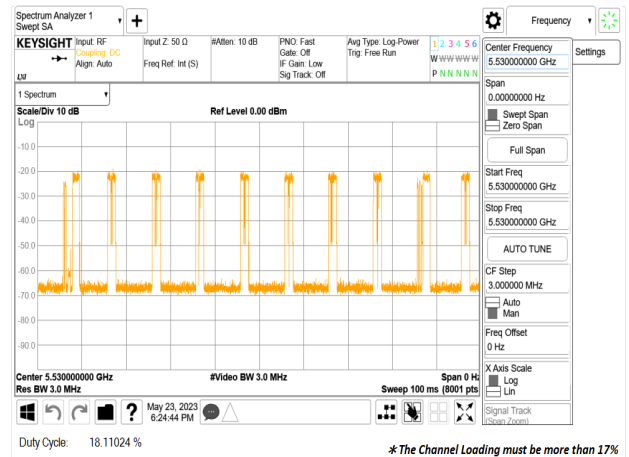 Spectrum Analyzer 1
Swept SA
+
Frequency
KEYSIGHT
Input: RF
Coupling: DC
Align: Auto
Input Z: 50 Ω
Freq Ref: Int (S)
#Atten: 10 dB
PNO: Fast
Gate: Off
IF Gain: Low
Sig Track: Off
Avg Type: Log-Power
Trig: Free Run
1 2 3 4 5 6
W W W W W W
P N N N N N
LXI
1 Spectrum
Scale/Div 10 dB
Ref Level 0.00 dBm
Log
-10.0
-20.0
-30.0
-40.0
-50.0
-60.0
-70.0
-80.0
-90.0
Center 5.530000000 GHz
#Video BW 3.0 MHz
Span 0 Hz
Res BW 3.0 MHz
Sweep 100 ms (8001 pts
Center Frequency
5.530000000 GHz
Settings
Span
0.00000000 Hz
Swept Span
Zero Span
Full Span
Start Freq
5.530000000 GHz
Stop Freq
5.530000000 GHz
AUTO TUNE
CF Step
3.000000 MHz
Auto
Man
Freq Offset
0 Hz
X Axis Scale
Log
Lin
Signal Track
(Span Zoom)
?
May 23, 2023
6:24:44 PM
Duty Cycle: 18.11024 %
* The Channel Loading must be more than 17%